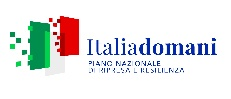 Italiadomani
PIANO NAZIONALE
DI RIPRESA E RESILIENZA